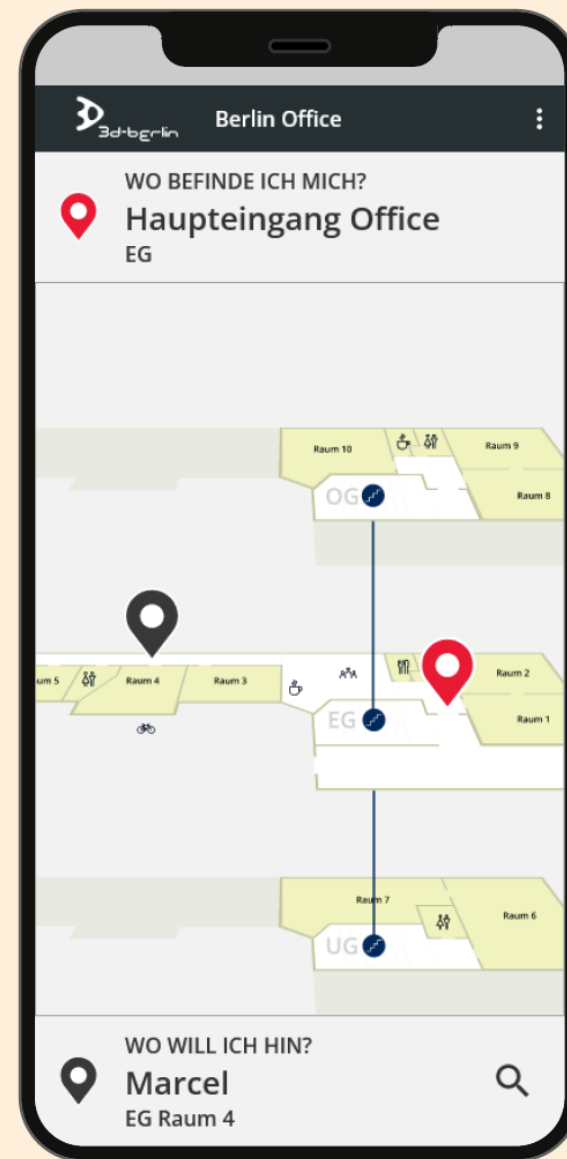 3d-berlin
Berlin Office
WO BEFINDE ICH MICH?
Haupteingang Office
EG
Raum 10
Raum 9
OG
Raum 8
um 5
Raum 4
Raum 3
Raum 2
EG
Raum 1
Raum 7
Raum 6
UG
WO WILL ICH HIN?
Marcel
EG Raum 4